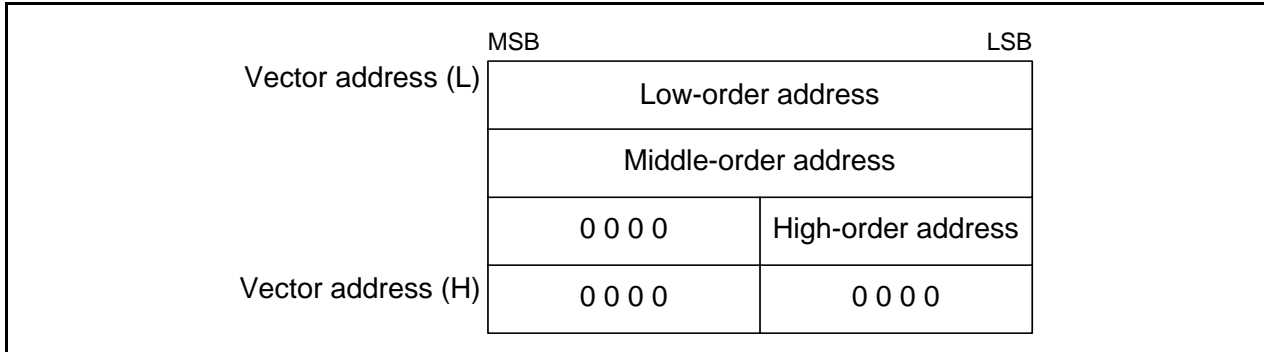 MSB LSB
Vector address (L) Low-order address
Middle-order address
0 0 0 0 High-order address
Vector address (H) 0 0 0 0 0 0 0 0